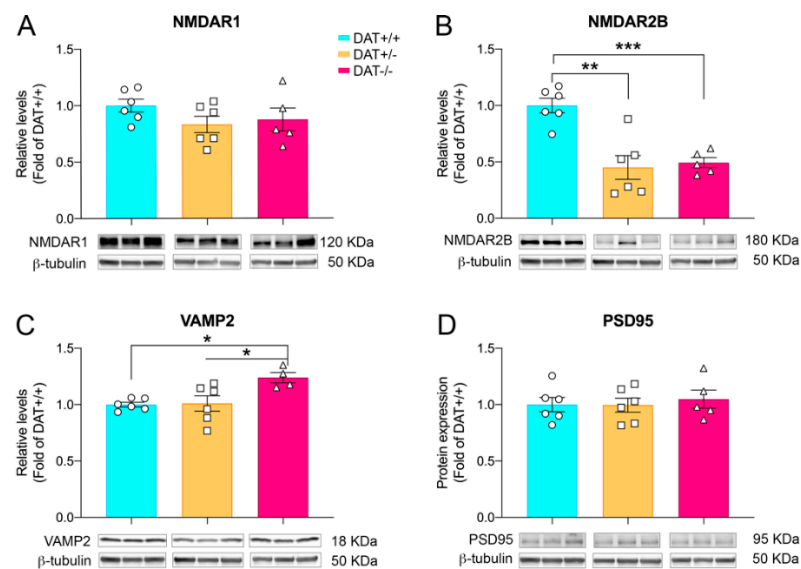 A
NMDAR1
DAT+/+
DAT+/-
DAT-/-
Relative levels
(Fold of DAT+/+)
1.5
1.0
0.5
0.0
NMDAR1
120 KDa
β-tubulin
50 KDa
B
NMDAR2B
***
**
Relative levels
(Fold of DAT+/+)
1.5
1.0
0.5
0.0
NMDAR2B
180 KDa
β-tubulin
50 KDa
C
VAMP2
*
*
Relative levels
(Fold of DAT+/+)
1.5
1.0
0.5
0.0
VAMP2
18 KDa
β-tubulin
50 KDa
D
PSD95
Protein expression
(Fold of DAT+/+)
1.5
1.0
0.5
0.0
PSD95
95 KDa
β-tubulin
50 KDa